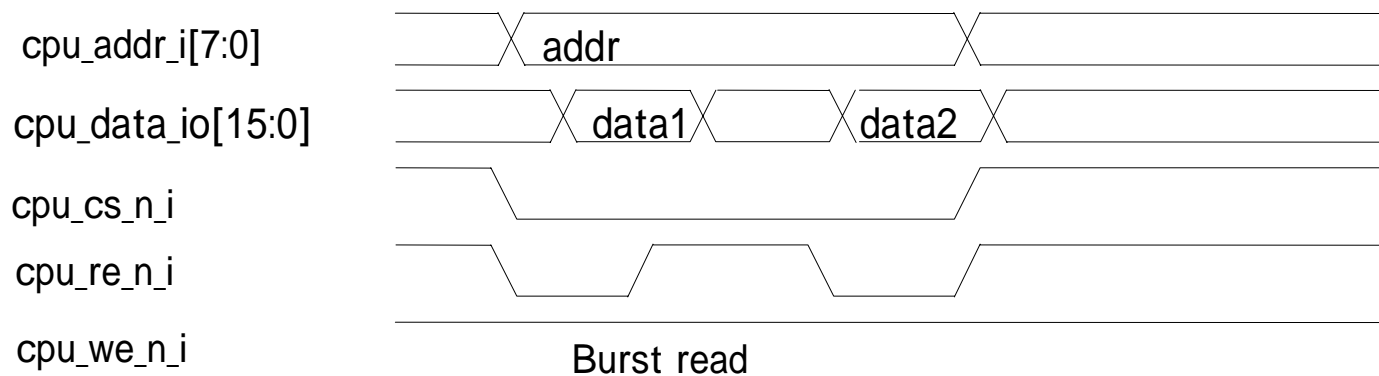 cpu_addr_i[7:0]
addr
cpu_data_io[15:0]
data1
data2
cpu_cs_n_i
cpu_re_n_i
cpu_we_n_i
Burst read